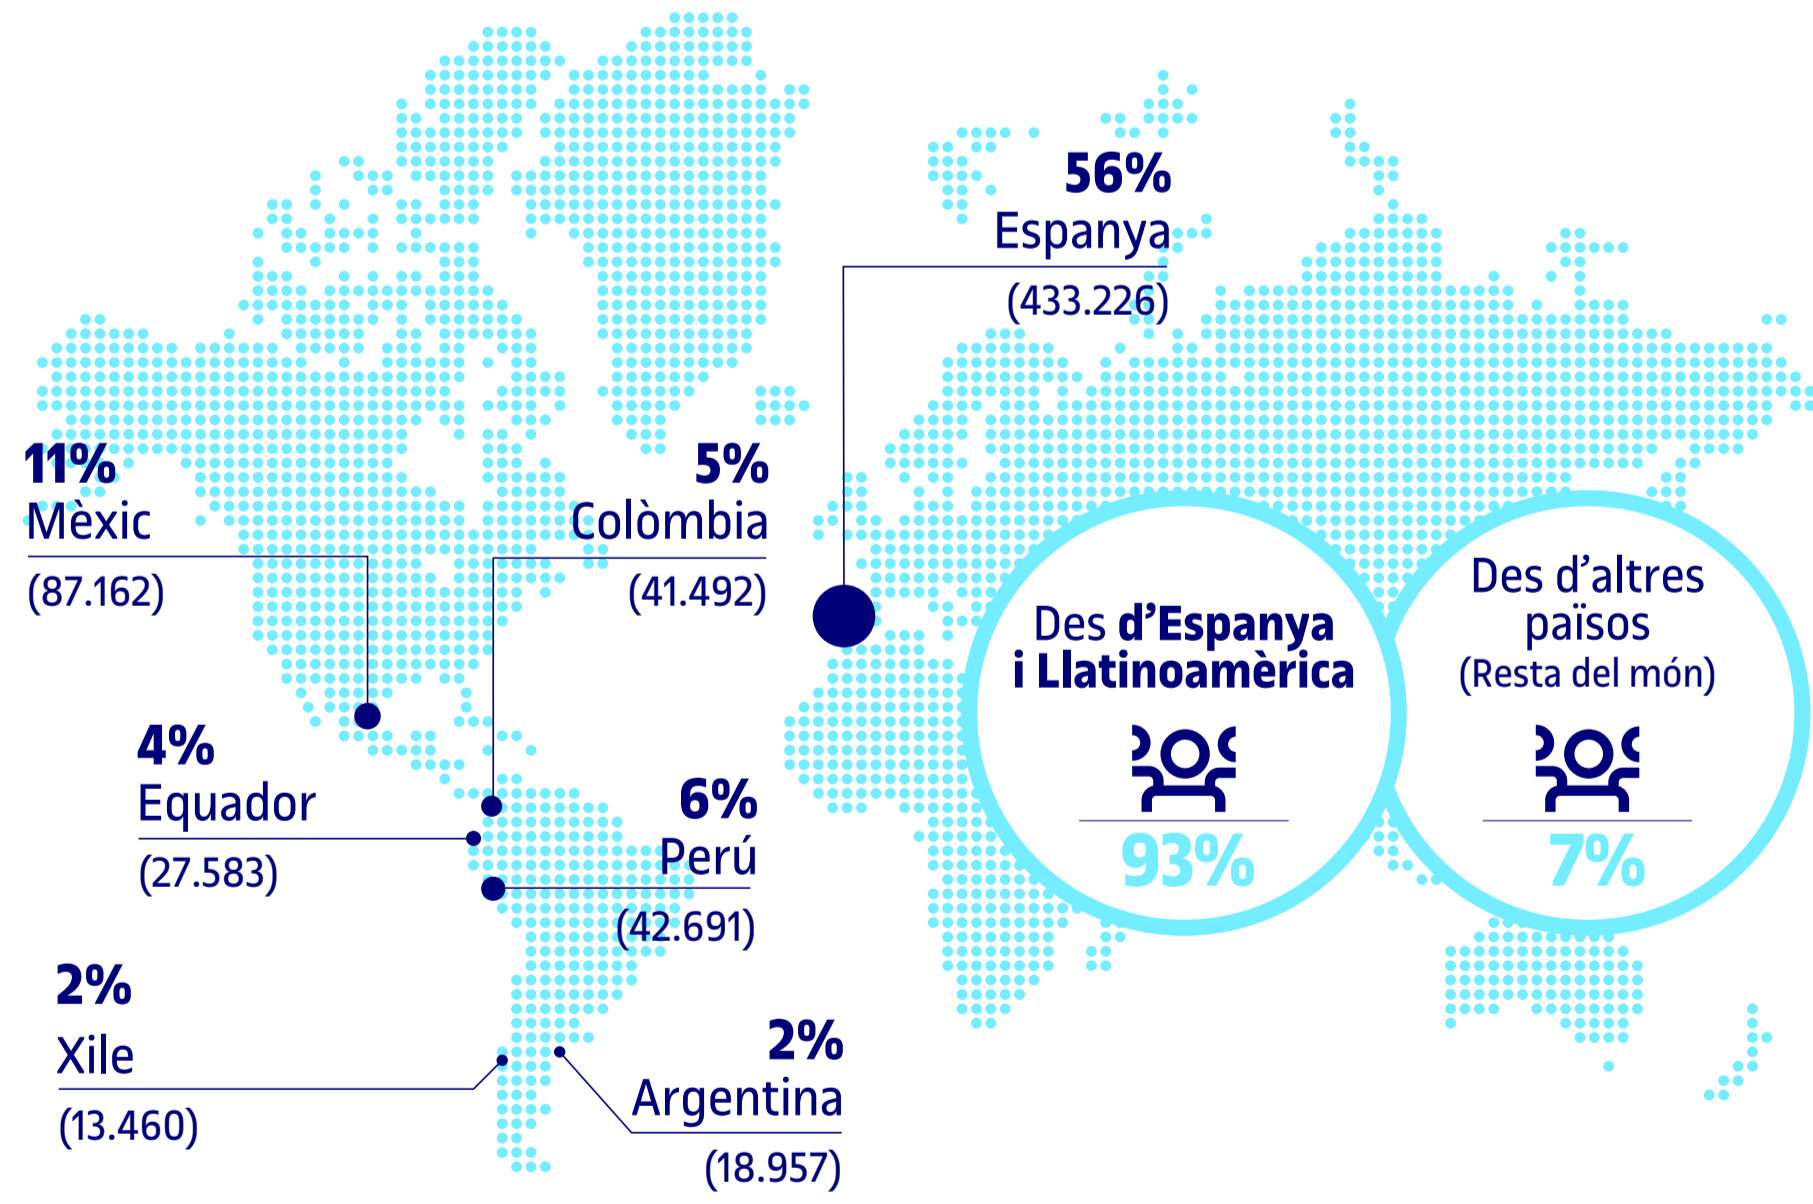 56%
Espanya
(433.226)
11%
Mèxic
(87.162)
5%
Colòmbia
(41.492)
Des d’Espanya
i Llatinoamèrica
93%
Des d’altres
països
(Resta del món)
7%
4%
Equador
(27.583)
6%
Perú
(42.691)
2%
Xile
(13.460)
2%
Argentina
(18.957)